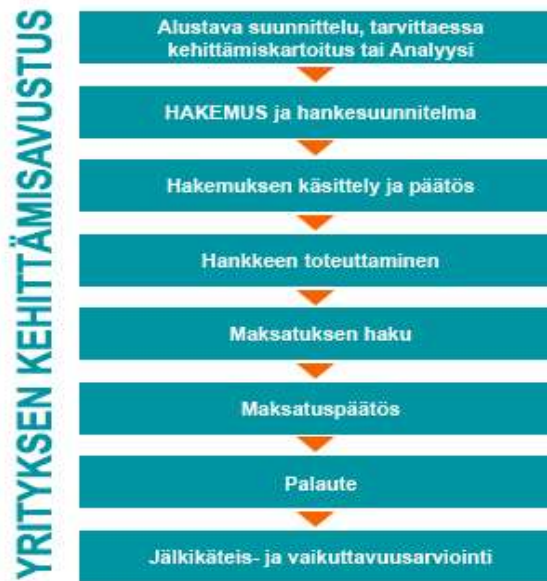 YRITYKSEN KEHITTÄMISAVUSTUS
Alustava suunnittelu, tarvittaessa
kehittämiskartoitus tai Analyysi
HAKEMUS ja hankesuunnitelma
Hakemuksen käsittely ja päätös
Hankkeen toteuttaminen
Maksatuksen haku
Maksatuspäätös
Palaute
Jälkikäteis- ja vaikuttavuusarviointi